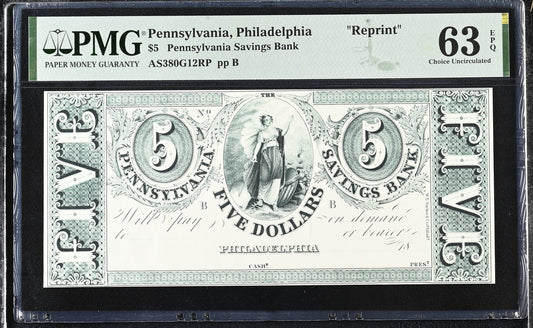 PMG
PAPER MONEY GUARANTY
Pennsylvania, Philadelphia "Reprint"
$5 Pennsylvania Savings Bank
AS380G12RP pp B
63 EPQ
Choice Uncirculated
FIVE
FIVE
THE
No
5
5
PENNSYLVANIA
SAVINGS BANK
B
B
FIVE DOLLARS
Will pay
on demand
to
or bearer
PHILADELPHIA
18
CASHR
PREST